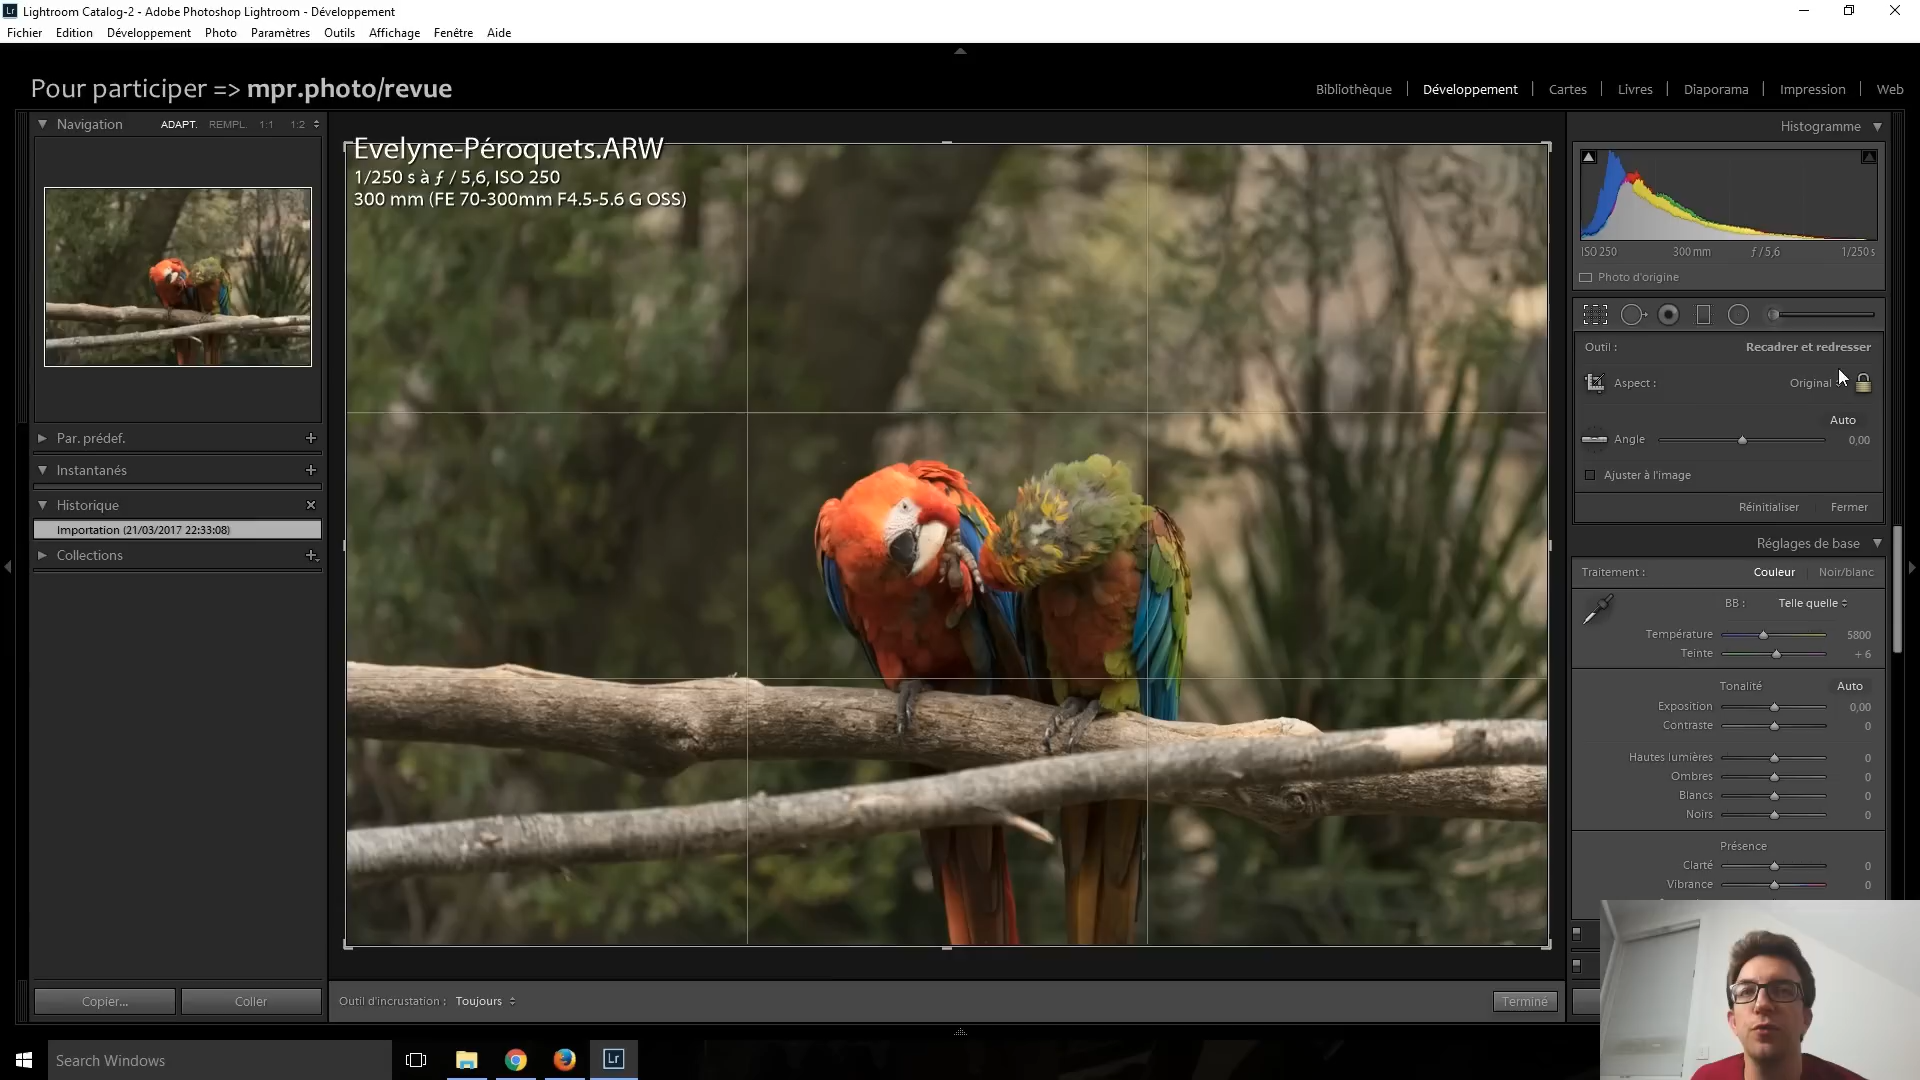 Lightroom Catalog-2 - Adobe Photoshop Lightroom - Développement
Fichier Edition Développement Photo Paramètres Outils Affichage Fenêtre Aide
Pour participer => mpr.photo/revue
Bibliothèque | Développement | Cartes | Livres | Diaporama | Impression | Web
Navigation ADAPT. REMPL. 1:1 1:2
Par. prédef.
Instantanés
Historique
Importation (21/03/2017 22:33:08)
Collections
Copier... Coller
Evelyne-Péroquets.ARW
1/250 s à ƒ / 5,6, ISO 250
300 mm (FE 70-300mm F4.5-5.6 G OSS)
Outil d'incrustation : Toujours
Terminé
Histogramme
ISO 250 300 mm ƒ / 5,6 1/250 s
Photo d'origine
Outil : Recadrer et redresser
Aspect : Original
Auto
Angle 0,00
Ajuster à l'image
Réinitialiser Fermer
Réglages de base
Traitement : Couleur | Noir/blanc
BB : Telle quelle
Température 5800
Teinte + 6
Tonalité Auto
Exposition 0,00
Contraste 0
Hautes lumières 0
Ombres 0
Blancs 0
Noirs 0
Présence
Clarté 0
Vibrance 0
Lr Search Windows